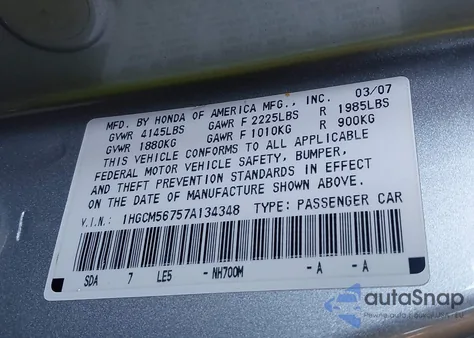 MFD. BY HONDA OF AMERICA MFG., INC. 03/07
GVWR 4145LBS GAWR F 2225LBS R 1985LBS
GVWR 1880KG GAWR F 1010KG R 900KG
THIS VEHICLE CONFORMS TO ALL APPLICABLE
FEDERAL MOTOR VEHICLE SAFETY, BUMPER,
AND THEFT PREVENTION STANDARDS IN EFFECT
ON THE DATE OF MANUFACTURE SHOWN ABOVE.
V.I.N.: 1HGCM56757A134348 TYPE: PASSENGER CAR
SDA 7 LE5 - NH700M - A - A
autoSnap